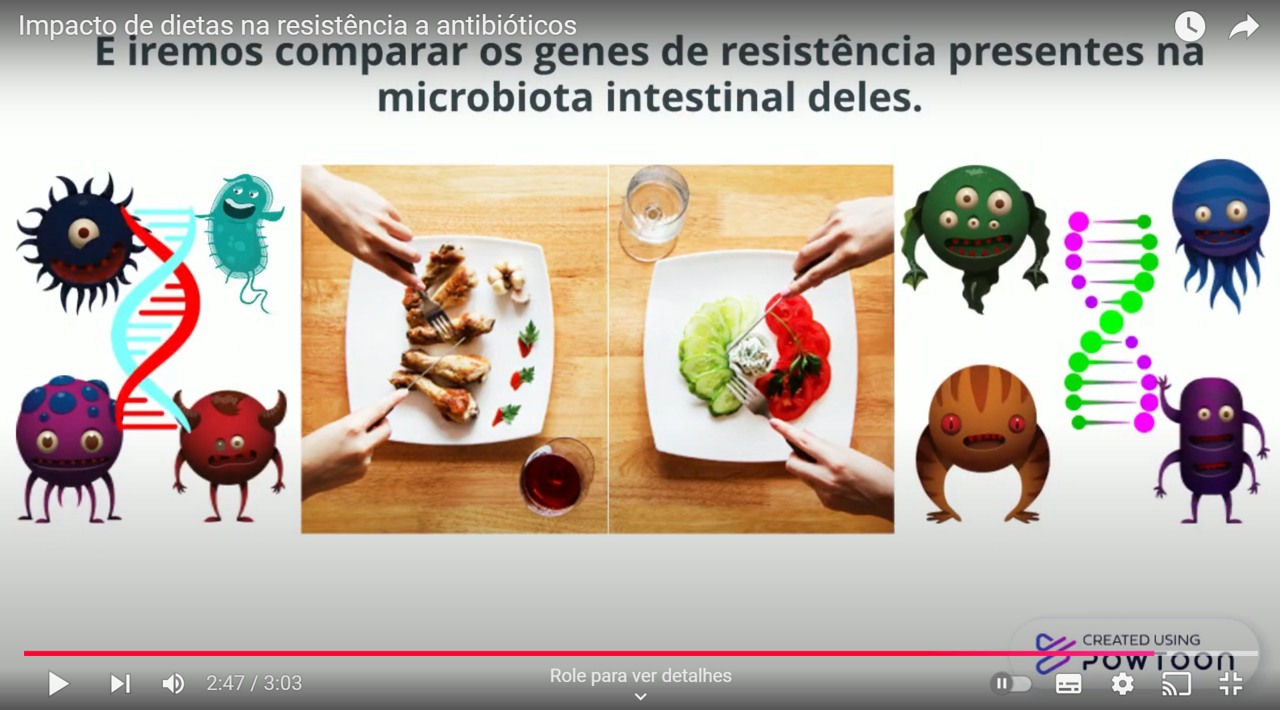 Impacto de dietas na resistência a antibióticos
E iremos comparar os genes de resistência presentes na
microbiota intestinal deles.
CREATED USING
POWTOON
2:47 / 3:03
Role para ver detalhes